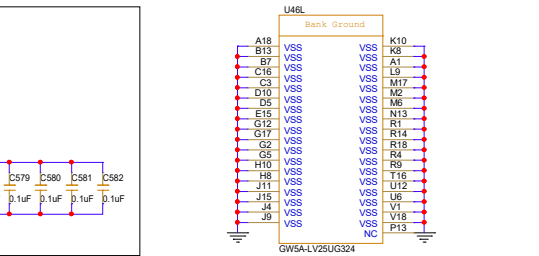 U46L
Bank Ground
A18 VSS VSS K10
B13 VSS VSS K8
B7 VSS VSS A1
C16 VSS VSS L9
C3 VSS VSS M17
D10 VSS VSS M2
D5 VSS VSS M6
E15 VSS VSS N13
G12 VSS VSS R1
G17 VSS VSS R14
G2 VSS VSS R18
G5 VSS VSS R4
H10 VSS VSS R9
H8 VSS VSS T16
J11 VSS VSS U12
J15 VSS VSS U6
J4 VSS VSS V1
J9 VSS VSS V18
NC P13
GW5A-LV25UG324
C579 C580 C581 C582
0.1uF 0.1uF 0.1uF 0.1uF